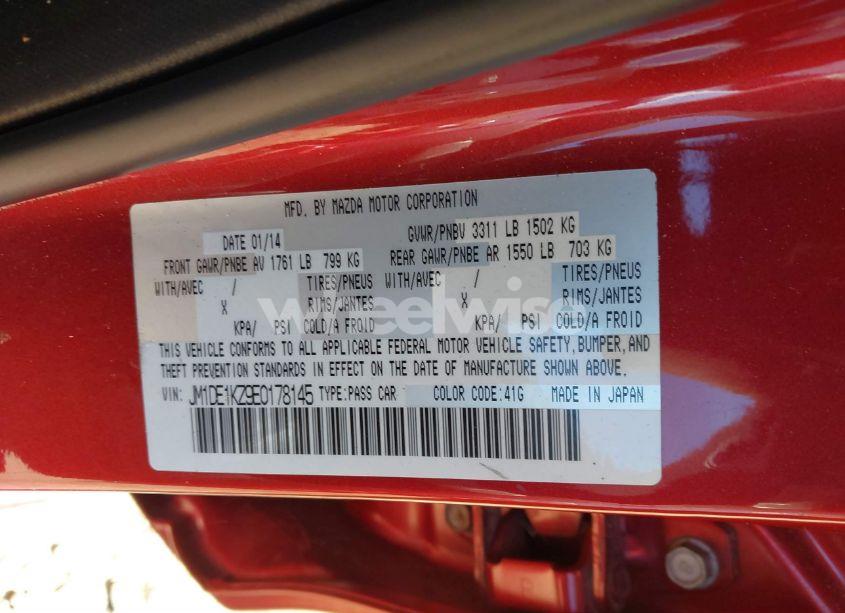 MFD. BY MAZDA MOTOR CORPORATION
DATE 01/14 GVWR/PNBV 3311 LB 1502 KG
FRONT GAWR/PNBE AV 1761 LB 799 KG REAR GAWR/PNBE AR 1550 LB 703 KG
WITH/AVEC / TIRES/PNEUS WITH/AVEC / TIRES/PNEUS
X RIMS/JANTES X RIMS/JANTES
wheelwise
KPA/ PSI COLD/A FROID KPA/ PSI COLD/A FROID
THIS VEHICLE CONFORMS TO ALL APPLICABLE FEDERAL MOTOR VEHICLE SAFETY, BUMPER, AND
THEFT PREVENTION STANDARDS IN EFFECT ON THE DATE OF MANUFACTURE SHOWN ABOVE.
VIN: JM1DE1KZ9E0178145 TYPE: PASS CAR COLOR CODE: 41G MADE IN JAPAN